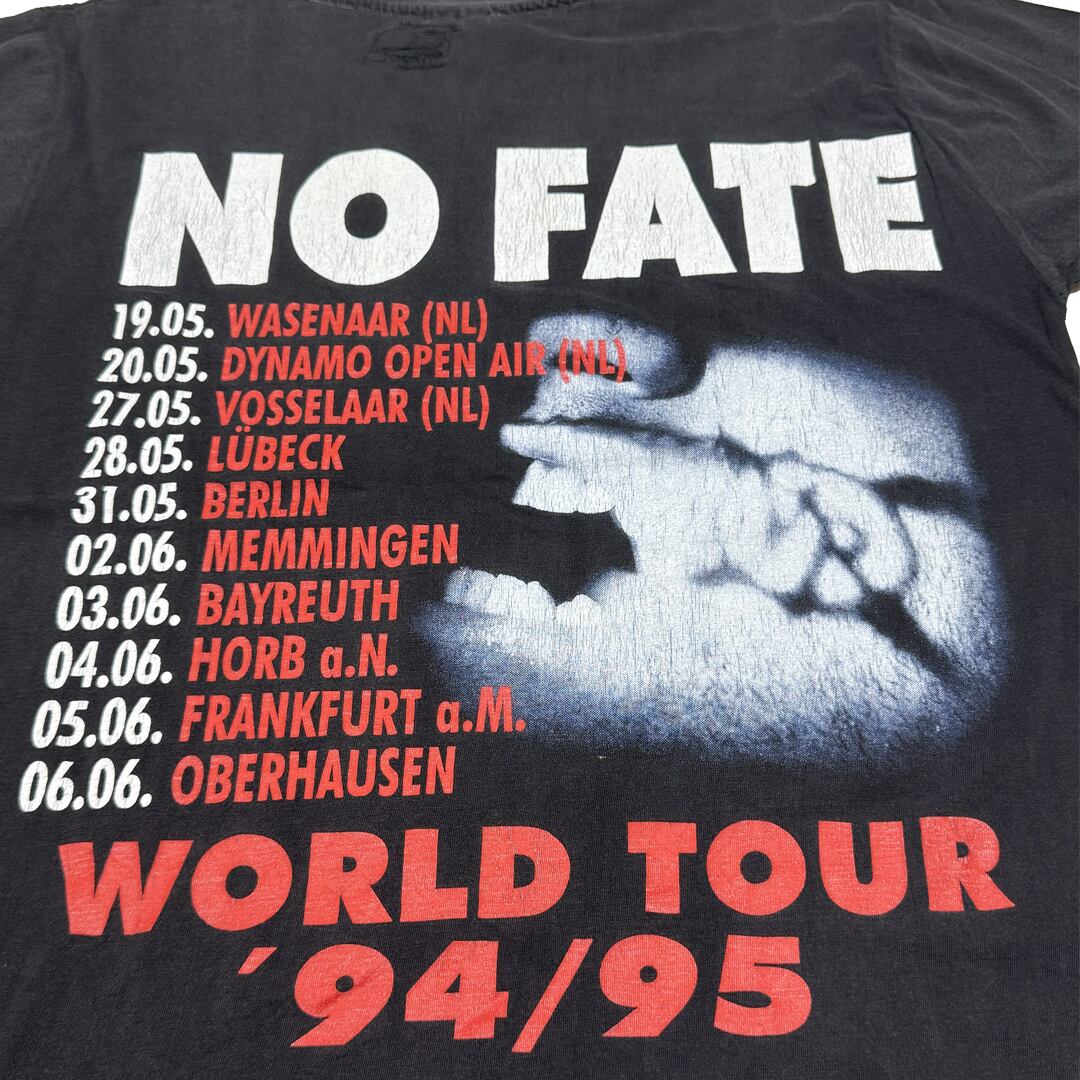 NO FATE
19.05. WASENAAR (NL)
20.05. DYNAMO OPEN AIR (NL)
27.05. VOSSELAAR (NL)
28.05. LÜBECK
31.05. BERLIN
02.06. MEMMINGEN
03.06. BAYREUTH
04.06. HORB a.N.
05.06. FRANKFURT a.M.
06.06. OBERHAUSEN
WORLD TOUR
'94/95